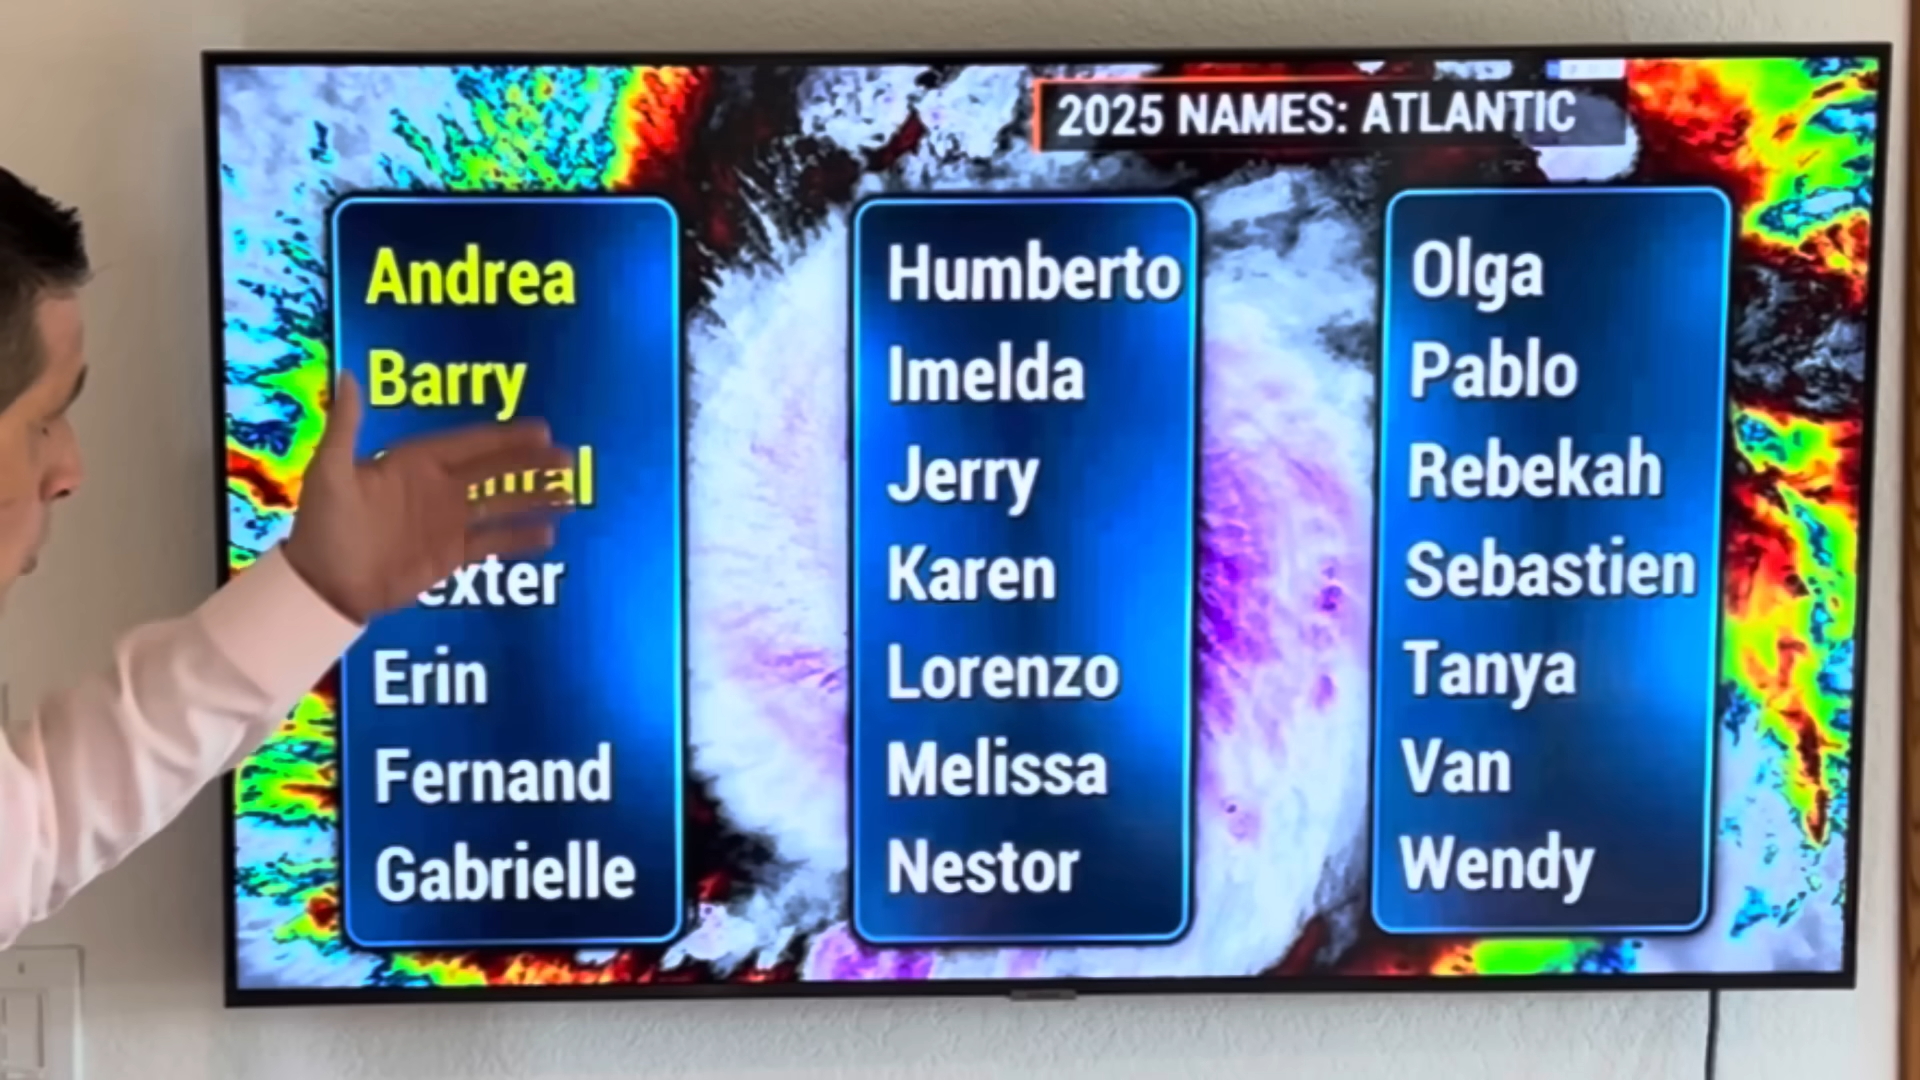 2025 NAMES: ATLANTIC
Andrea
Barry
Erin
Fernand
Gabrielle
Humberto
Imelda
Jerry
Karen
Lorenzo
Melissa
Nestor
Olga
Pablo
Rebekah
Sebastien
Tanya
Van
Wendy